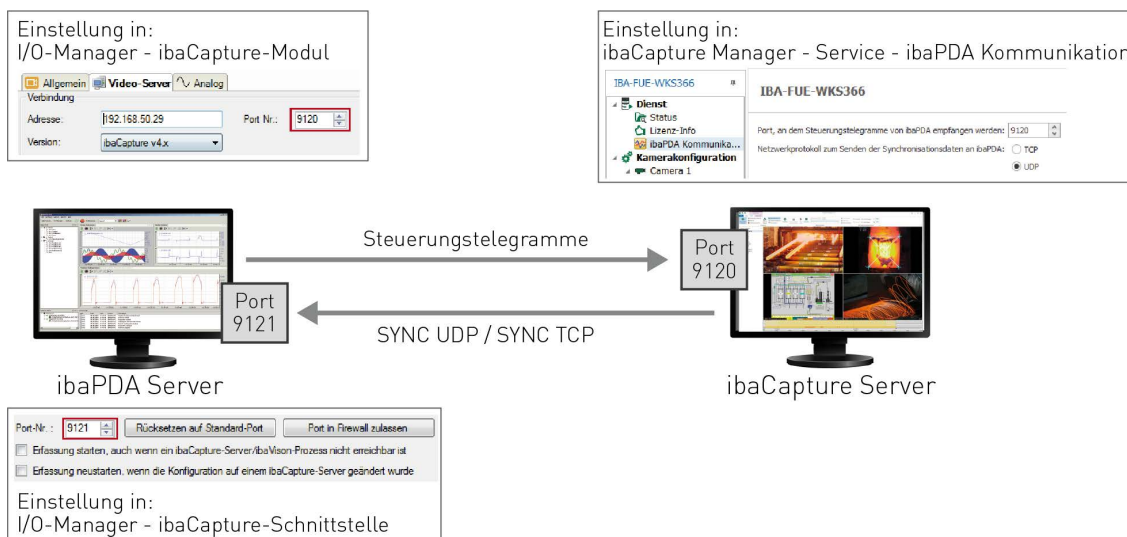 Einstellung in:
I/O-Manager - ibaCapture-Modul
Allgemein Video-Server Analog
Verbindung
Adresse: 192.168.50.29 Port Nr.: 9120
Version: ibaCapture v4.x
Einstellung in:
ibaCapture Manager - Service - ibaPDA Kommunikation
IBA-FUE-WKS366
IBA-FUE-WKS366
Dienst
Status
Lizenz-Info
ibaPDA Kommunika...
Kamerakonfiguration
Camera 1
Port, an dem Steuerungstelegramme von ibaPDA empfangen werden: 9120
Netzwerkprotokoll zum Senden der Synchronisationsdaten an ibaPDA: TCP
UDP
Steuerungstelegramme
Port
9120
Port
9121
SYNC UDP / SYNC TCP
ibaPDA Server
ibaCapture Server
Port-Nr. : 9121 Rücksetzen auf Standard-Port Port in Firewall zulassen
Erfassung starten, auch wenn ein ibaCapture-Server/ibaVison-Prozess nicht erreichbar ist
Erfassung neustarten, wenn die Konfiguration auf einem ibaCapture-Server geändert wurde
Einstellung in:
I/O-Manager - ibaCapture-Schnittstelle